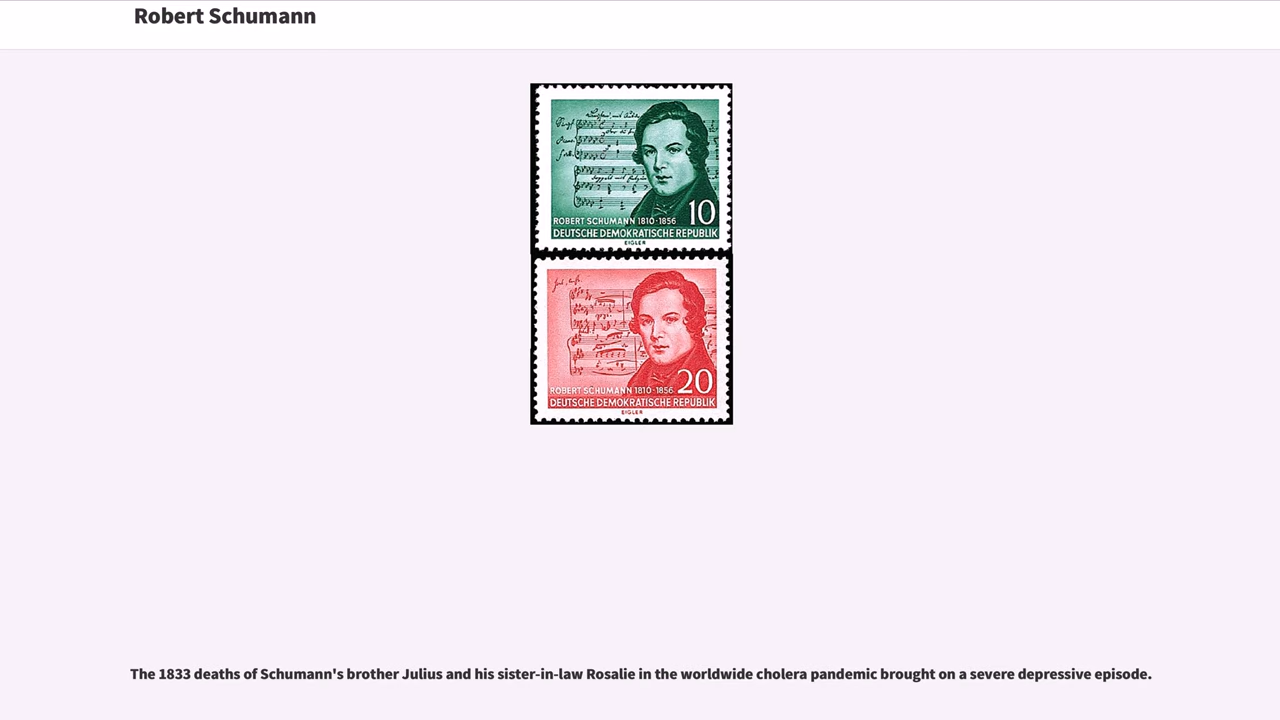 Robert Schumann
10
ROBERT SCHUMANN 1810-1856
DEUTSCHE DEMOKRATISCHE REPUBLIK
EIGLER
20
ROBERT SCHUMANN 1810-1856
DEUTSCHE DEMOKRATISCHE REPUBLIK
EIGLER
The 1833 deaths of Schumann's brother Julius and his sister-in-law Rosalie in the worldwide cholera pandemic brought on a severe depressive episode.